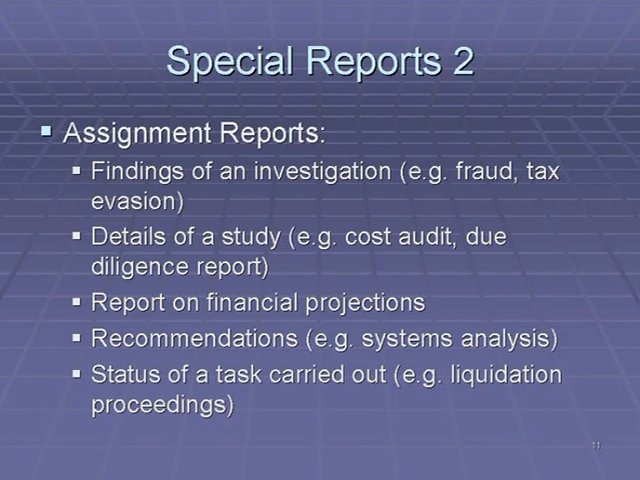 Special Reports 2
Assignment Reports:
Findings of an investigation (e.g. fraud, tax
evasion)
Details of a study (e.g. cost audit, due
diligence report)
Report on financial projections
Recommendations (e.g. systems analysis)
Status of a task carried out (e.g. liquidation
proceedings)
11